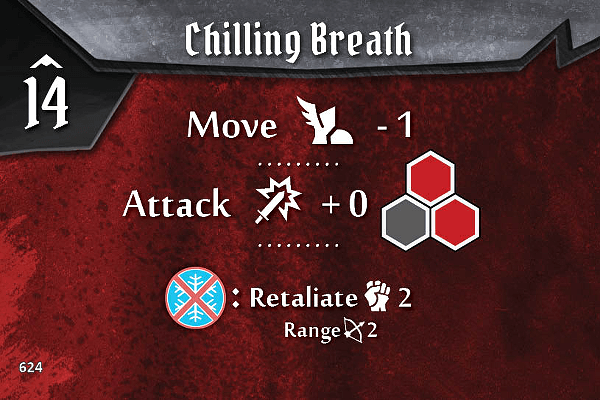 Chilling Breath
14
Move - 1
Attack + 0
: Retaliate 2
Range 2
624